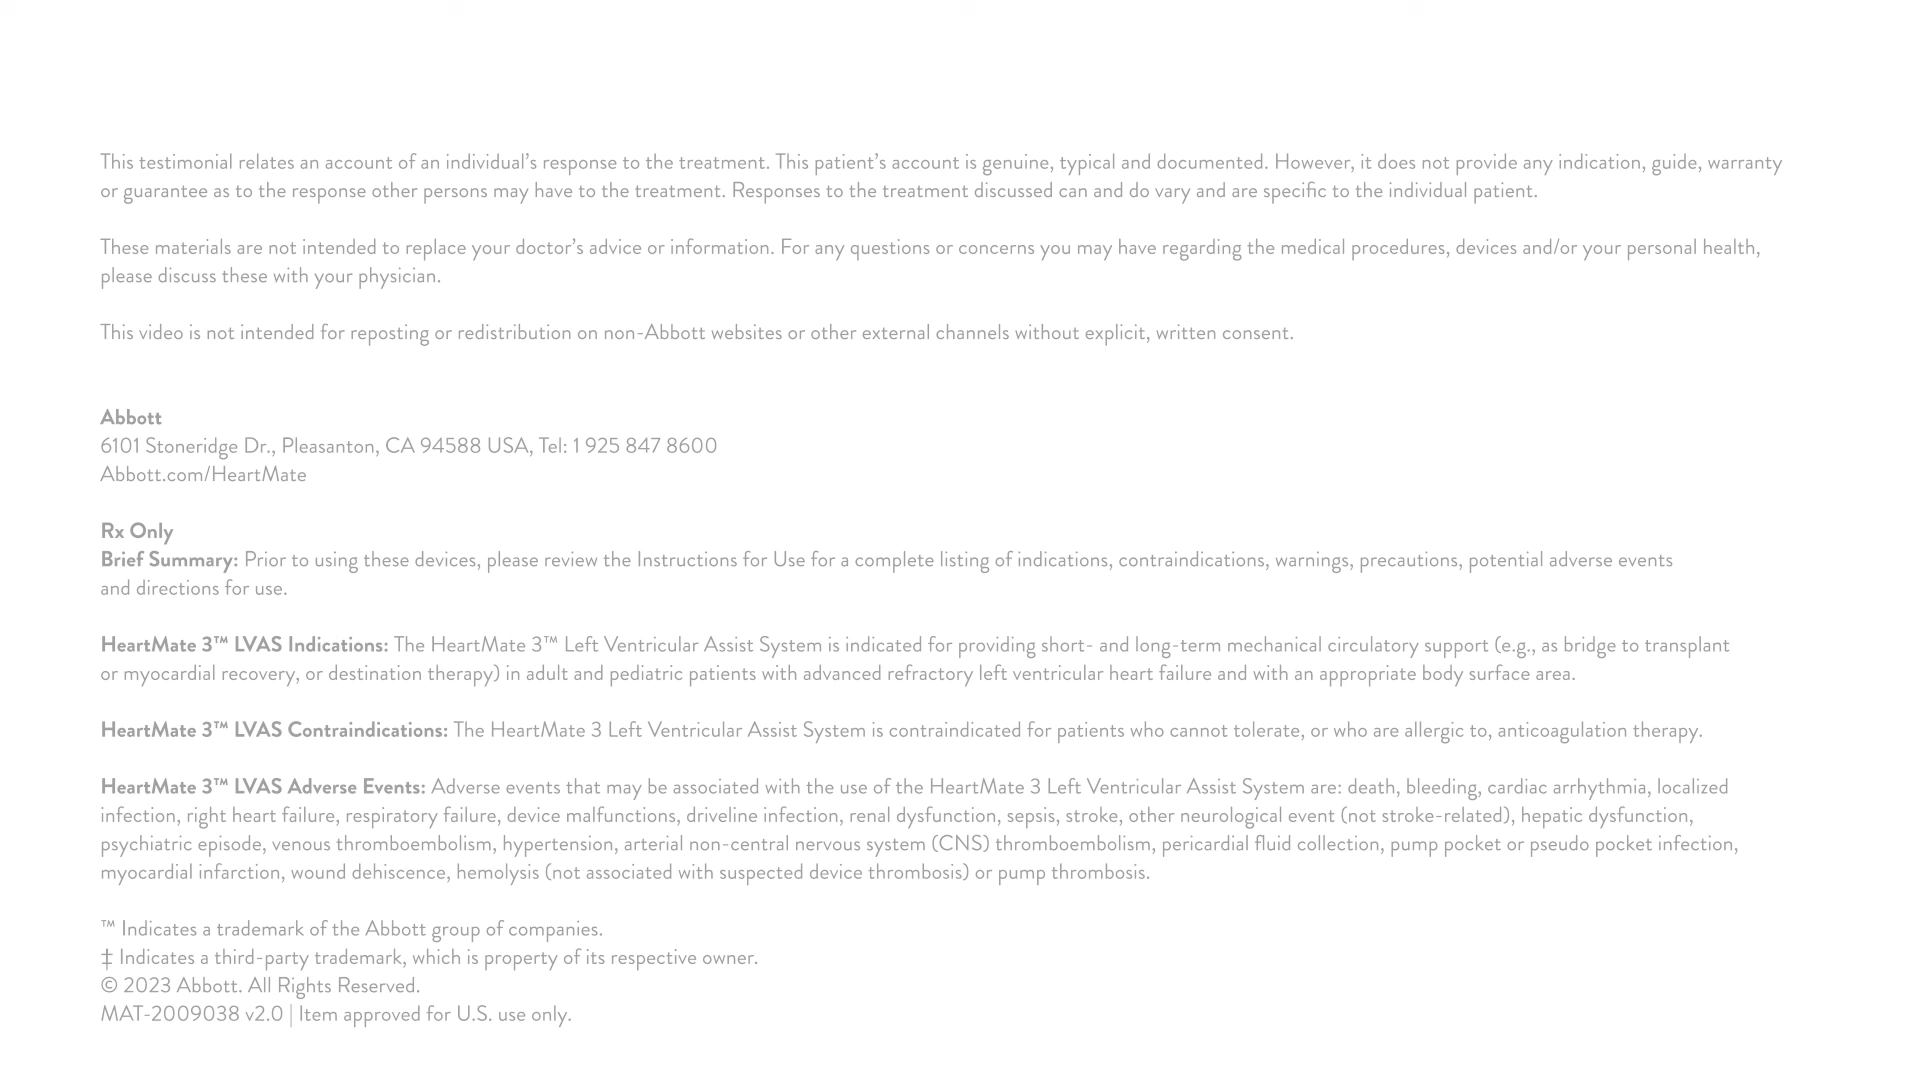 This testimonial relates an account of an individual’s response to the treatment. This patient’s account is genuine, typical and documented. However, it does not provide any indication, guide, warranty
or guarantee as to the response other persons may have to the treatment. Responses to the treatment discussed can and do vary and are specific to the individual patient.
These materials are not intended to replace your doctor’s advice or information. For any questions or concerns you may have regarding the medical procedures, devices and/or your personal health,
please discuss these with your physician.
This video is not intended for reposting or redistribution on non-Abbott websites or other external channels without explicit, written consent.
Abbott
6101 Stoneridge Dr., Pleasanton, CA 94588 USA, Tel: 1 925 847 8600
Abbott.com/HeartMate
Rx Only
Brief Summary: Prior to using these devices, please review the Instructions for Use for a complete listing of indications, contraindications, warnings, precautions, potential adverse events
and directions for use.
HeartMate 3™ LVAS Indications: The HeartMate 3™ Left Ventricular Assist System is indicated for providing short- and long-term mechanical circulatory support (e.g., as bridge to transplant
or myocardial recovery, or destination therapy) in adult and pediatric patients with advanced refractory left ventricular heart failure and with an appropriate body surface area.
HeartMate 3™ LVAS Contraindications: The HeartMate 3 Left Ventricular Assist System is contraindicated for patients who cannot tolerate, or who are allergic to, anticoagulation therapy.
HeartMate 3™ LVAS Adverse Events: Adverse events that may be associated with the use of the HeartMate 3 Left Ventricular Assist System are: death, bleeding, cardiac arrhythmia, localized
infection, right heart failure, respiratory failure, device malfunctions, driveline infection, renal dysfunction, sepsis, stroke, other neurological event (not stroke-related), hepatic dysfunction,
psychiatric episode, venous thromboembolism, hypertension, arterial non-central nervous system (CNS) thromboembolism, pericardial fluid collection, pump pocket or pseudo pocket infection,
myocardial infarction, wound dehiscence, hemolysis (not associated with suspected device thrombosis) or pump thrombosis.
™ Indicates a trademark of the Abbott group of companies.
‡ Indicates a third-party trademark, which is property of its respective owner.
© 2023 Abbott. All Rights Reserved.
MAT-2009038 v2.0 | Item approved for U.S. use only.